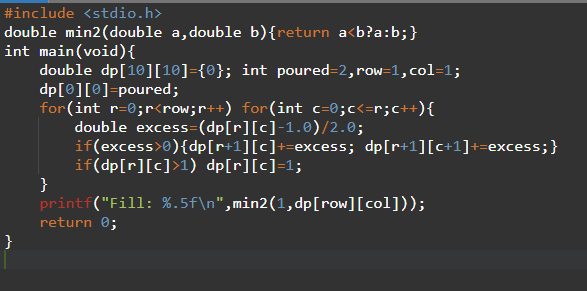 #include <stdio.h>
double min2(double a,double b){return a<b?a:b;}
int main(void){
    double dp[10][10]={0}; int poured=2,row=1,col=1;
    dp[0][0]=poured;
    for(int r=0;r<row;r++) for(int c=0;c<=r;c++){
        double excess=(dp[r][c]-1.0)/2.0;
        if(excess>0){dp[r+1][c]+=excess; dp[r+1][c+1]+=excess;}
        if(dp[r][c]>1) dp[r][c]=1;
    }
    printf("Fill: %.5f\n",min2(1,dp[row][col]));
    return 0;
}